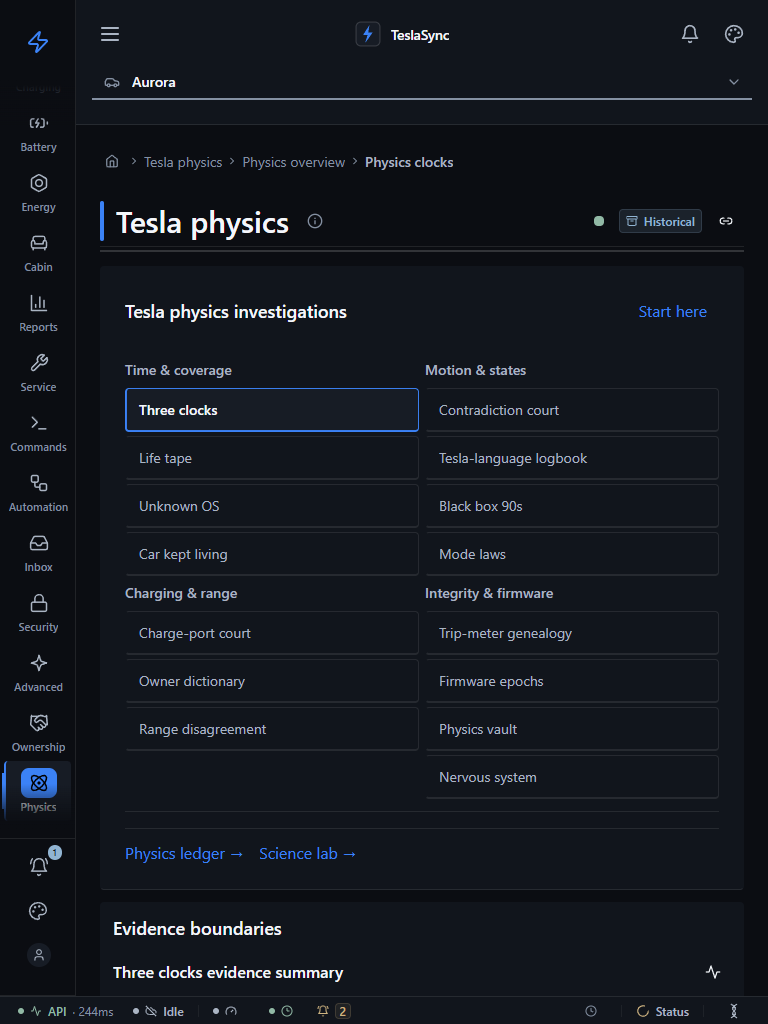 TeslaSync
Aurora
Charging
Battery
Energy
Cabin
Reports
Service
Commands
Automation
Inbox
Security
Advanced
Ownership
Physics
1
Tesla physics > Physics overview > Physics clocks
Tesla physics
Historical
Tesla physics investigations
Start here
Time & coverage
Three clocks
Life tape
Unknown OS
Car kept living
Motion & states
Contradiction court
Tesla-language logbook
Black box 90s
Mode laws
Charging & range
Charge-port court
Owner dictionary
Range disagreement
Integrity & firmware
Trip-meter genealogy
Firmware epochs
Physics vault
Nervous system
Physics ledger →
Science lab →
Evidence boundaries
Three clocks evidence summary
API · 244ms
Idle
2
Status